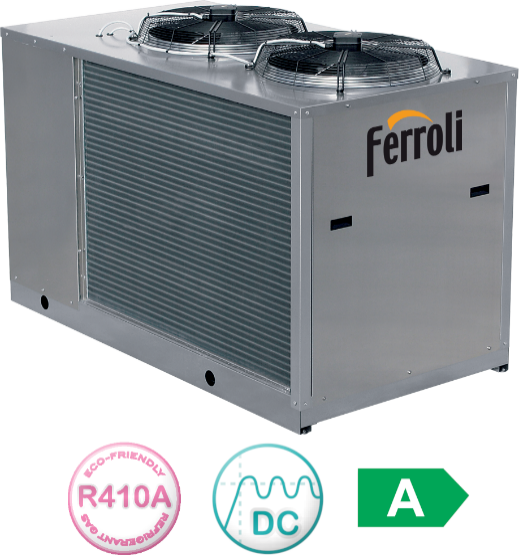 Ferroli
ECO-FRIENDLY
R410A
REFRIGERANT GAS
DC
A